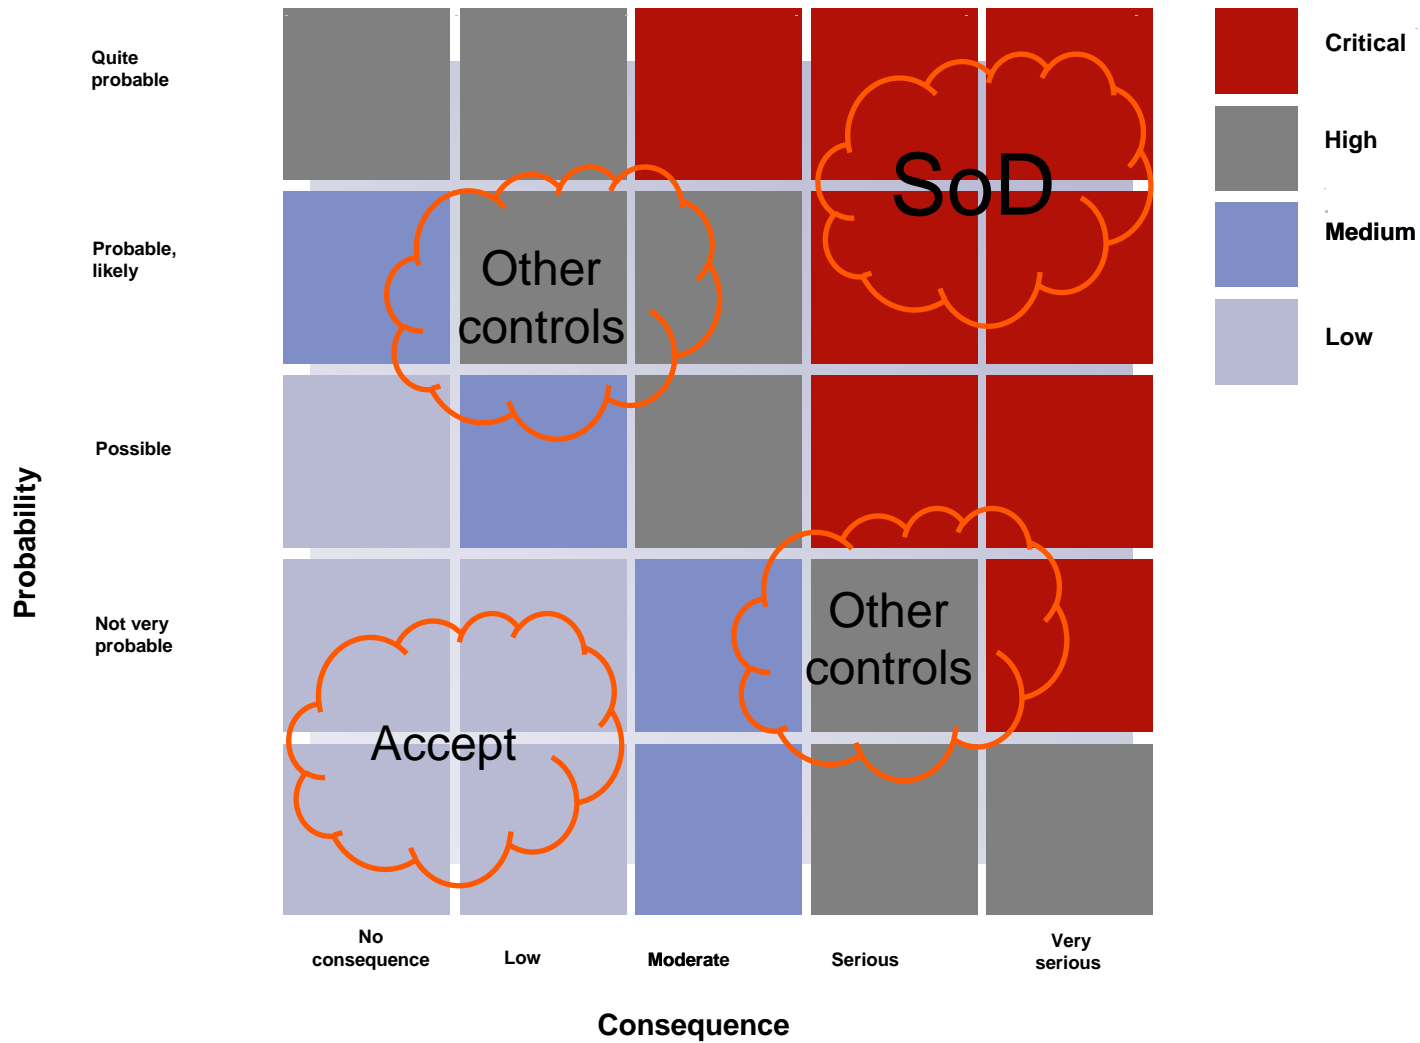 Quite
probable
Probable,
likely
Possible
Not very
probable
Probability
SoD
Other
controls
Other
controls
Accept
No
consequence
Low
Moderate
Serious
Very
serious
Consequence
Critical
High
Medium
Low